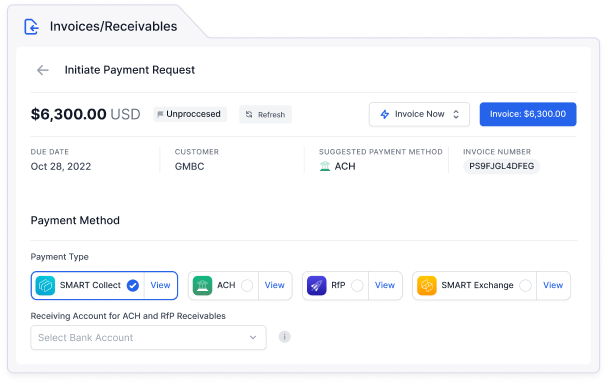 Invoices/Receivables
Initiate Payment Request
$6,300.00 USD Unproccesed Refresh Invoice Now Invoice: $6,300.00
DUE DATE CUSTOMER SUGGESTED PAYMENT METHOD INVOICE NUMBER
Oct 28, 2022 GMBC ACH PS9FJGL4DFEG
Payment Method
Payment Type
SMART Collect View ACH View RfP View SMART Exchange View
Receiving Account for ACH and RfP Receivables
Select Bank Account i